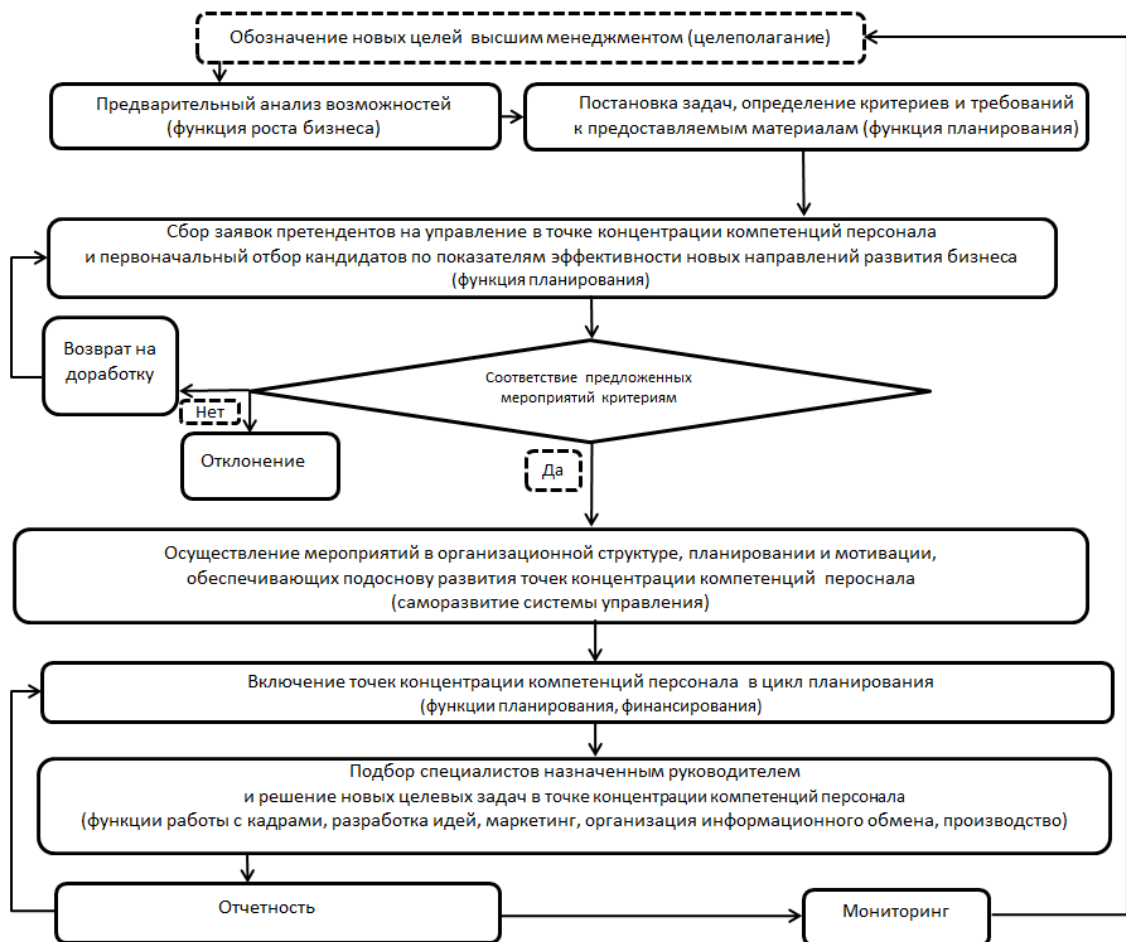 Обозначение новых целей высшим менеджментом (целеполагание)
Предварительный анализ возможностей
(функция роста бизнеса)
Постановка задач, определение критериев и требований
к предоставляемым материалам (функция планирования)
Сбор заявок претендентов на управление в точке концентрации компетенций персонала
и первоначальный отбор кандидатов по показателям эффективности новых направлений развития бизнеса
(функция планирования)
Возврат на
доработку
Соответствие предложенных
мероприятий критериям
Нет
Отклонение
Да
Осуществление мероприятий в организационной структуре, планировании и мотивации,
обеспечивающих подоснову развития точек концентрации компетенций пероснала
(саморазвитие системы управления)
Включение точек концентрации компетенций персонала в цикл планирования
(функции планирования, финансирования)
Подбор специалистов назначенным руководителем
и решение новых целевых задач в точке концентрации компетенций персонала
(функции работы с кадрами, разработка идей, маркетинг, организация информационного обмена, производство)
Отчетность
Мониторинг